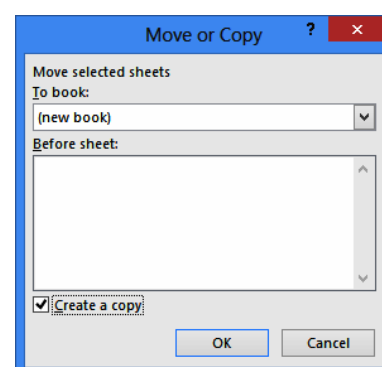 Move or Copy ?
Move selected sheets
To book:
(new book)
Before sheet:
Create a copy
OK Cancel